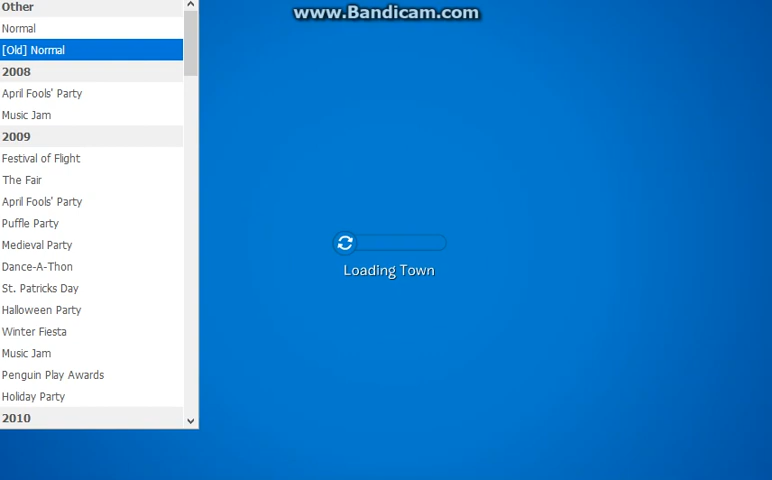 Other
www.Bandicam.com
Normal
[Old] Normal
2008
April Fools' Party
Music Jam
2009
Festival of Flight
The Fair
April Fools' Party
Puffle Party
Medieval Party
Dance-A-Thon
St. Patricks Day
Halloween Party
Winter Fiesta
Music Jam
Penguin Play Awards
Holiday Party
2010
Loading Town